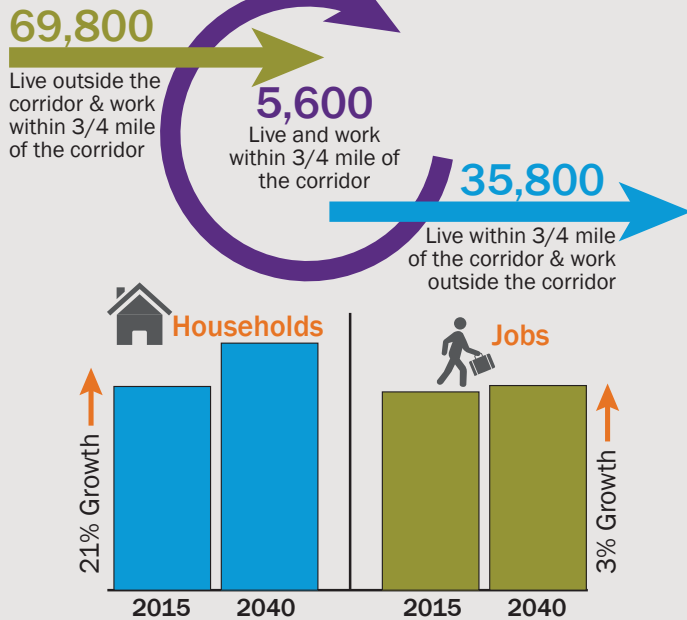 69,800
Live outside the
corridor & work
within 3/4 mile
of the corridor
5,600
Live and work
within 3/4 mile of
the corridor
35,800
Live within 3/4 mile
of the corridor & work
outside the corridor
Households
21% Growth
2015
2040
Jobs
3% Growth
2015
2040